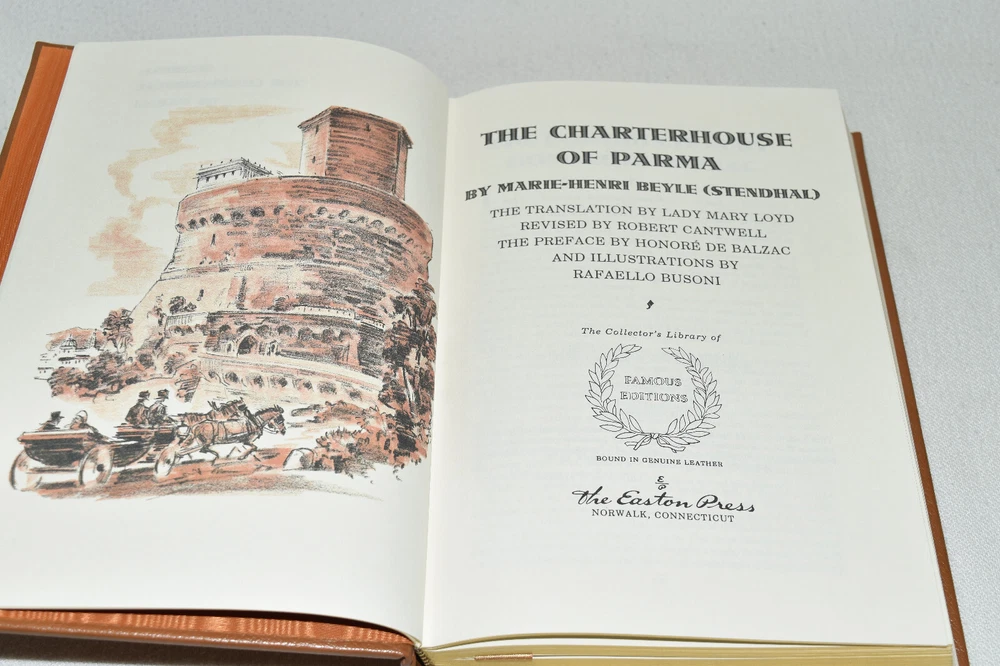 THE CHARTERHOUSE
OF PARMA
BY MARIE-HENRI BEYLE (STENDHAL)
THE TRANSLATION BY LADY MARY LOYD
REVISED BY ROBERT CANTWELL
THE PREFACE BY HONORÉ DE BALZAC
AND ILLUSTRATIONS BY
RAFAELLO BUSONI
The Collector's Library of
FAMOUS
EDITIONS
BOUND IN GENUINE LEATHER
The Easton Press
NORWALK, CONNECTICUT